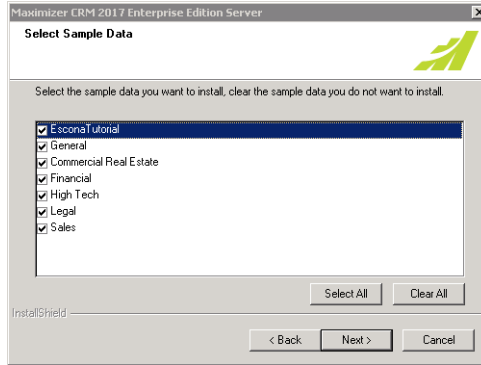 Maximizer CRM 2017 Enterprise Edition Server
Select Sample Data
Select the sample data you want to install, clear the sample data you do not want to install.
EsconaTutorial
General
Commercial Real Estate
Financial
High Tech
Legal
Sales
Select All Clear All
InstallShield
< Back Next > Cancel